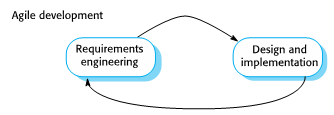 Agile development
Requirements
engineering
Design and
implementation